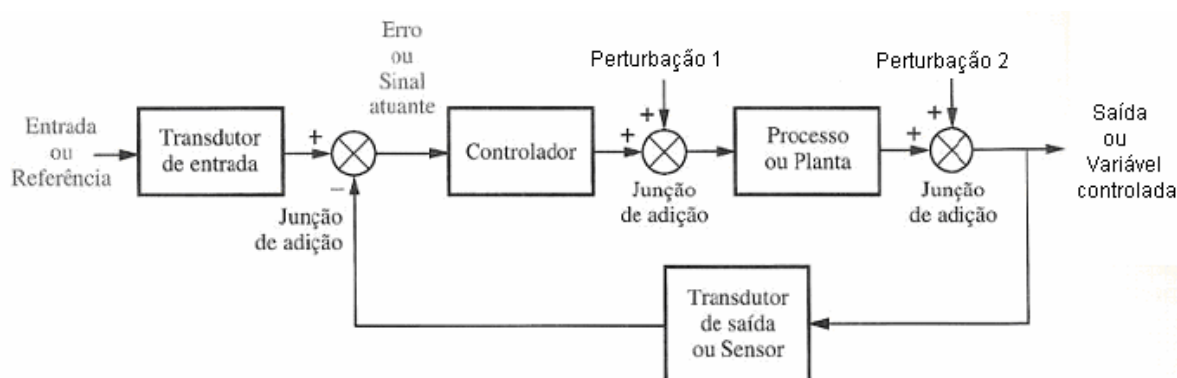 Entrada
ou
Referência
Transdutor
de entrada
+
−
Junção
de adição
Erro
ou
Sinal
atuante
Controlador
Perturbação 1
+
+
Junção
de adição
Processo
ou Planta
Perturbação 2
+
+
Junção
de adição
Saída
ou
Variável
controlada
Transdutor
de saída
ou Sensor